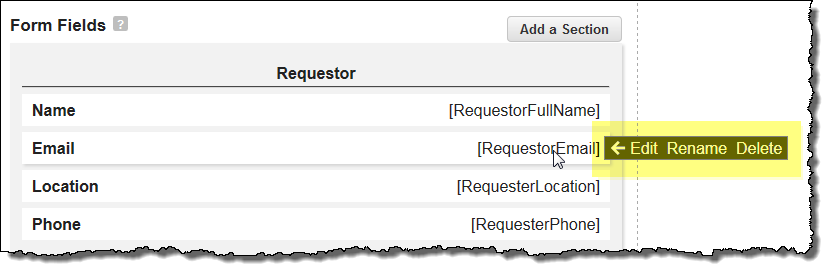 Form Fields ?
Add a Section
Requestor
Name [RequestorFullName]
Email [RequestorEmail] Edit Rename Delete
Location [RequesterLocation]
Phone [RequesterPhone]